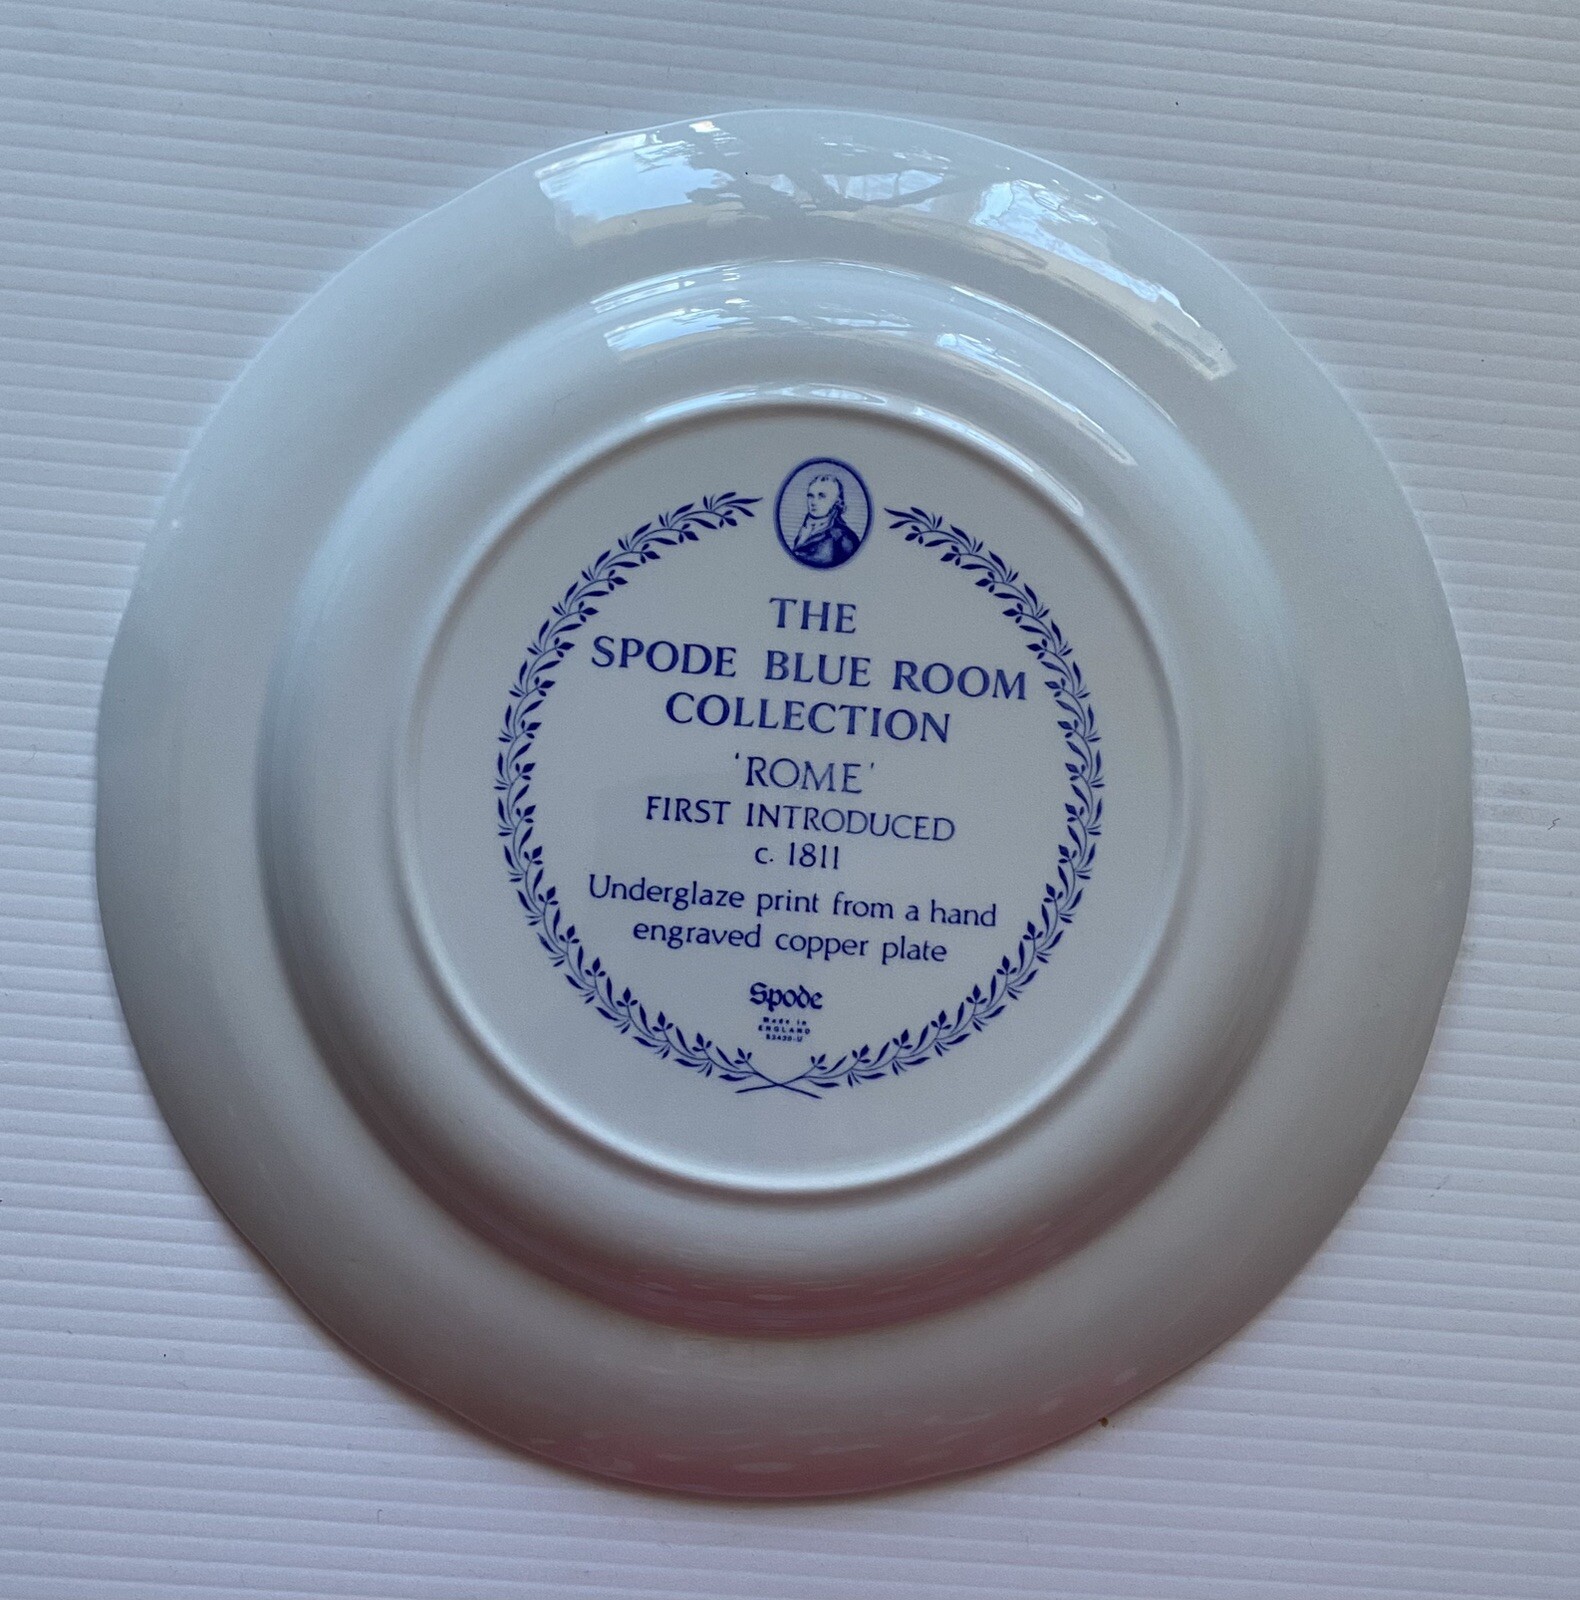 THE
SPODE BLUE ROOM
COLLECTION
'ROME'
FIRST INTRODUCED
c. 1811
Underglaze print from a hand
engraved copper plate
Spode
Made in
ENGLAND
S3420-U